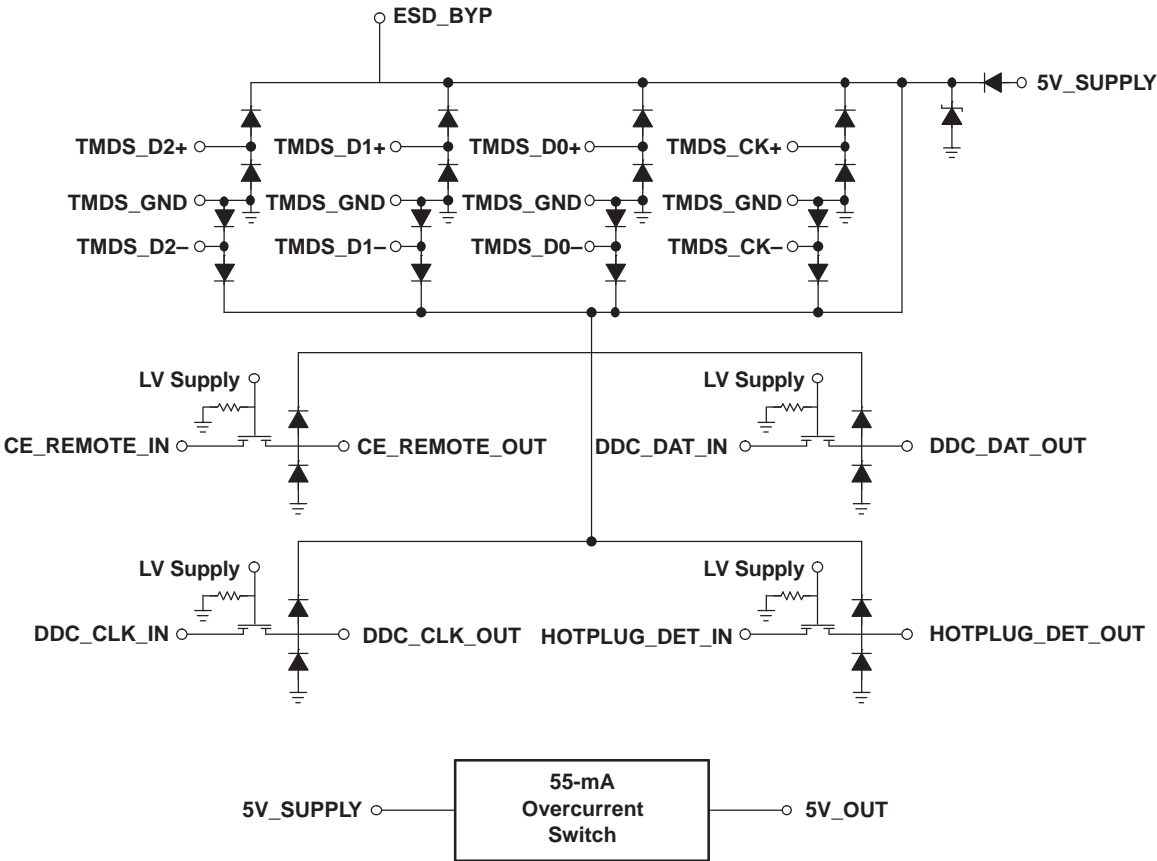 ESD_BYP
5V_SUPPLY
TMDS_D2+ TMDS_D1+ TMDS_D0+ TMDS_CK+
TMDS_GND TMDS_GND TMDS_GND TMDS_GND
TMDS_D2– TMDS_D1– TMDS_D0– TMDS_CK–
LV Supply LV Supply
CE_REMOTE_IN CE_REMOTE_OUT DDC_DAT_IN DDC_DAT_OUT
LV Supply LV Supply
DDC_CLK_IN DDC_CLK_OUT HOTPLUG_DET_IN HOTPLUG_DET_OUT
55-mA
5V_SUPPLY Overcurrent 5V_OUT
Switch